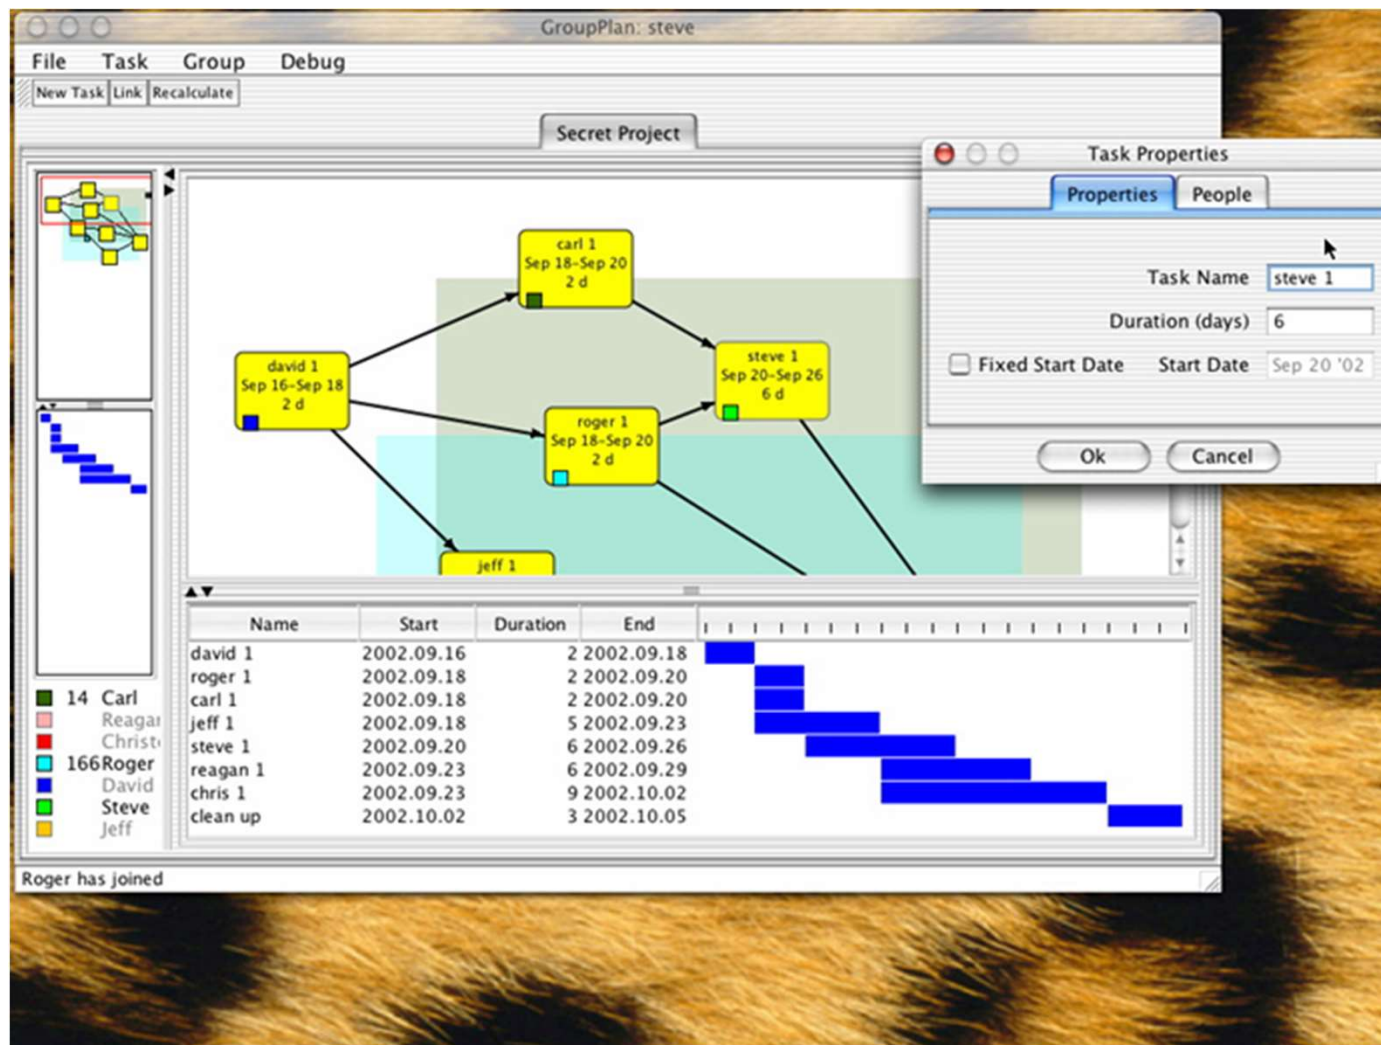 GroupPlan: steve
File Task Group Debug
New Task Link Recalculate
Secret Project
carl 1
Sep 18-Sep 20
2 d
david 1
Sep 16-Sep 18
2 d
steve 1
Sep 20-Sep 26
6 d
roger 1
Sep 18-Sep 20
2 d
jeff 1
Task Properties
Properties People
Task Name steve 1
Duration (days) 6
Fixed Start Date Start Date Sep 20 '02
Ok Cancel
Name Start Duration End
david 1 2002.09.16 2 2002.09.18
roger 1 2002.09.18 2 2002.09.20
carl 1 2002.09.18 2 2002.09.20
jeff 1 2002.09.18 5 2002.09.23
steve 1 2002.09.20 6 2002.09.26
reagan 1 2002.09.23 6 2002.09.29
chris 1 2002.09.23 9 2002.10.02
clean up 2002.10.02 3 2002.10.05
14 Carl
Reagar
Christ
166 Roger
David
Steve
Jeff
Roger has joined